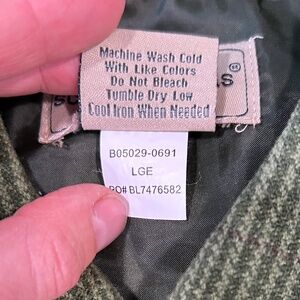 Machine Wash Cold
With Like Colors
Do Not Bleach
Tumble Dry Low
Cool Iron When Needed
B05029-0691
LGE
PO# BL7476582